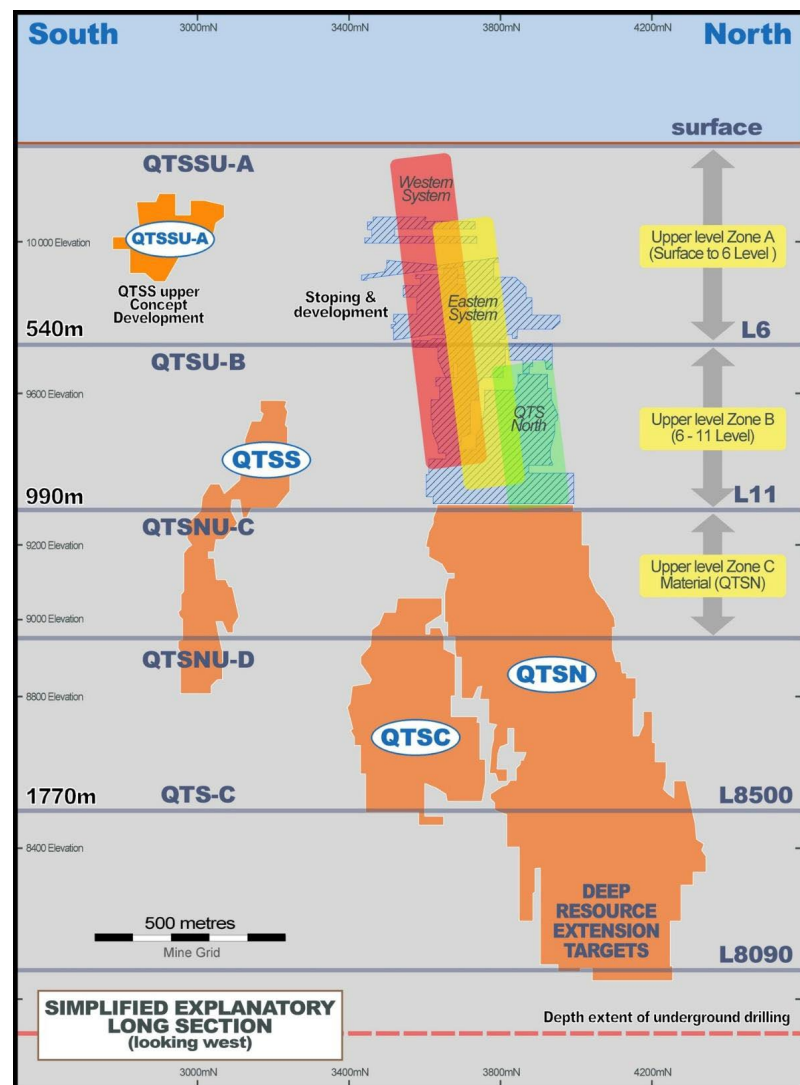 South
3000mN
3400mN
3800mN
4200mN
North
surface
QTSSU-A
Western
System
QTSSU-A
10 000 Elevation
Upper level Zone A
(Surface to 6 Level )
QTSS upper
Concept
Development
Stoping &
development
Eastern
System
540m
L6
QTSU-B
9600 Elevation
QTS
North
Upper level Zone B
(6 - 11 Level)
QTSS
990m
L11
QTSNU-C
9200 Elevation
Upper level Zone C
Material (QTSN)
9000 Elevation
QTSNU-D
QTSN
8800 Elevation
QTSC
1770m
QTS-C
L8500
8400 Elevation
DEEP
RESOURCE
EXTENSION
TARGETS
500 metres
Mine Grid
L8090
SIMPLIFIED EXPLANATORY
LONG SECTION
(looking west)
Depth extent of underground drilling
3000mN
3400mN
3800mN
4200mN